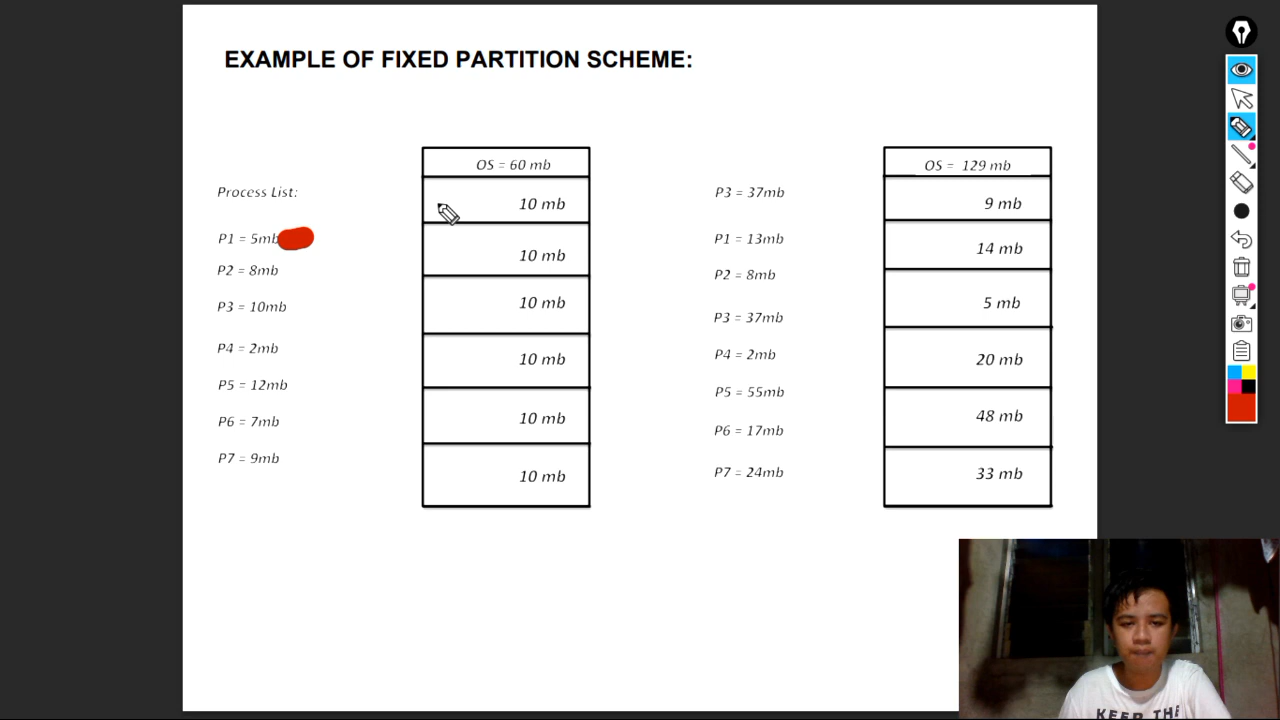 EXAMPLE OF FIXED PARTITION SCHEME:
Process List:
P1 = 5mb
P2 = 8mb
P3 = 10mb
P4 = 2mb
P5 = 12mb
P6 = 7mb
P7 = 9mb
OS = 60 mb
10 mb
10 mb
10 mb
10 mb
10 mb
10 mb
P3 = 37mb
P1 = 13mb
P2 = 8mb
P3 = 37mb
P4 = 2mb
P5 = 55mb
P6 = 17mb
P7 = 24mb
OS = 129 mb
9 mb
14 mb
5 mb
20 mb
48 mb
33 mb
KEEP THE